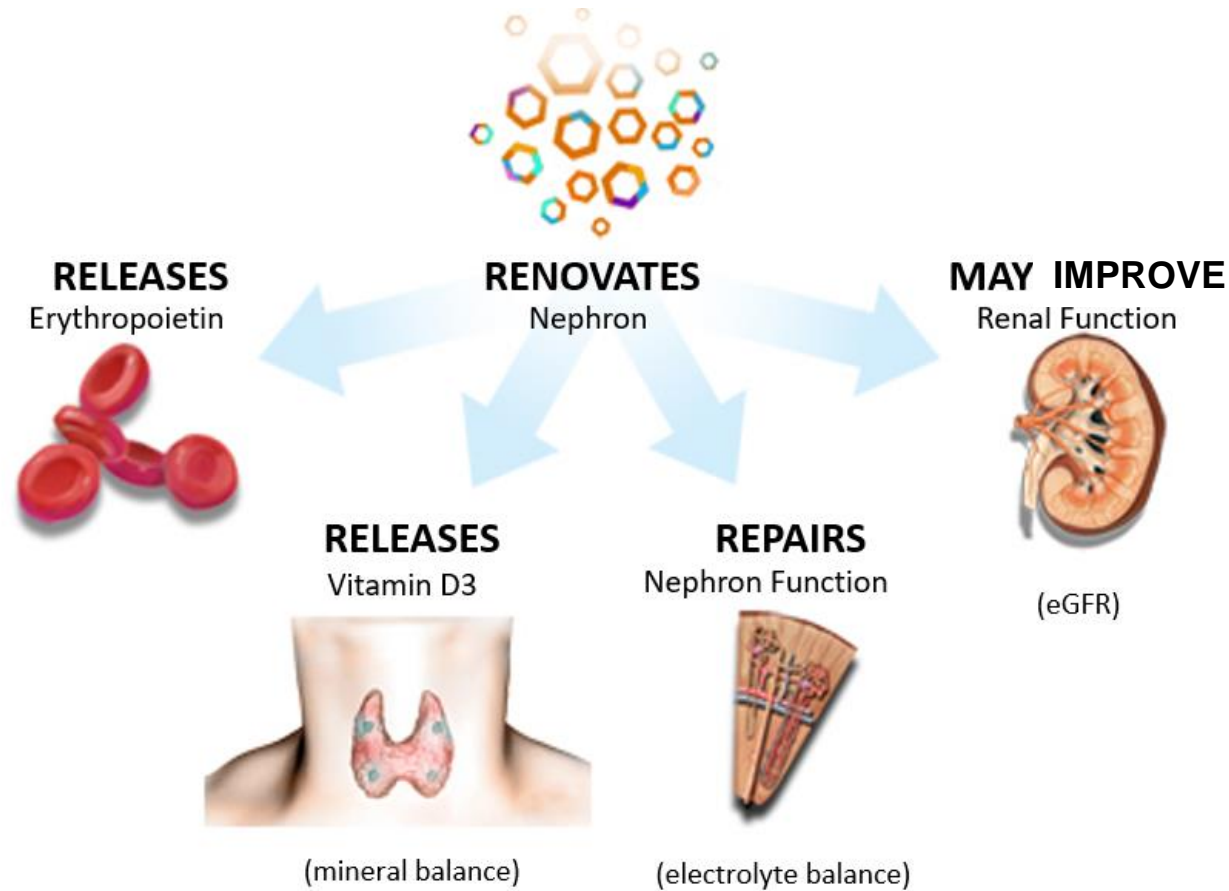 RELEASES
Erythropoietin
RENOVATES
Nephron
MAY IMPROVE
Renal Function
(eGFR)
RELEASES
Vitamin D3
(mineral balance)
REPAIRS
Nephron Function
(electrolyte balance)